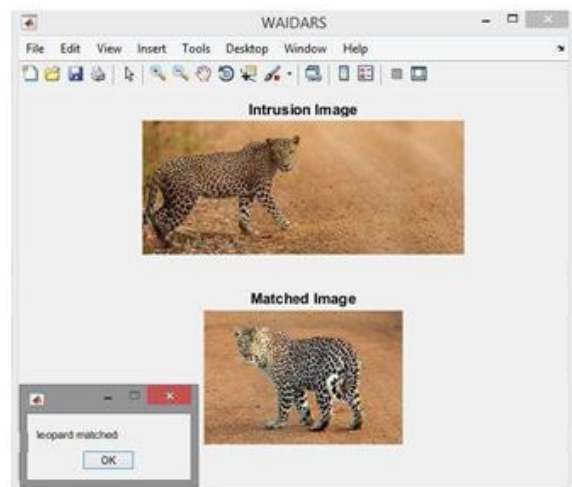 WAIDARS
File Edit View Insert Tools Desktop Window Help
Intrusion Image
Matched Image
leopard matched
OK